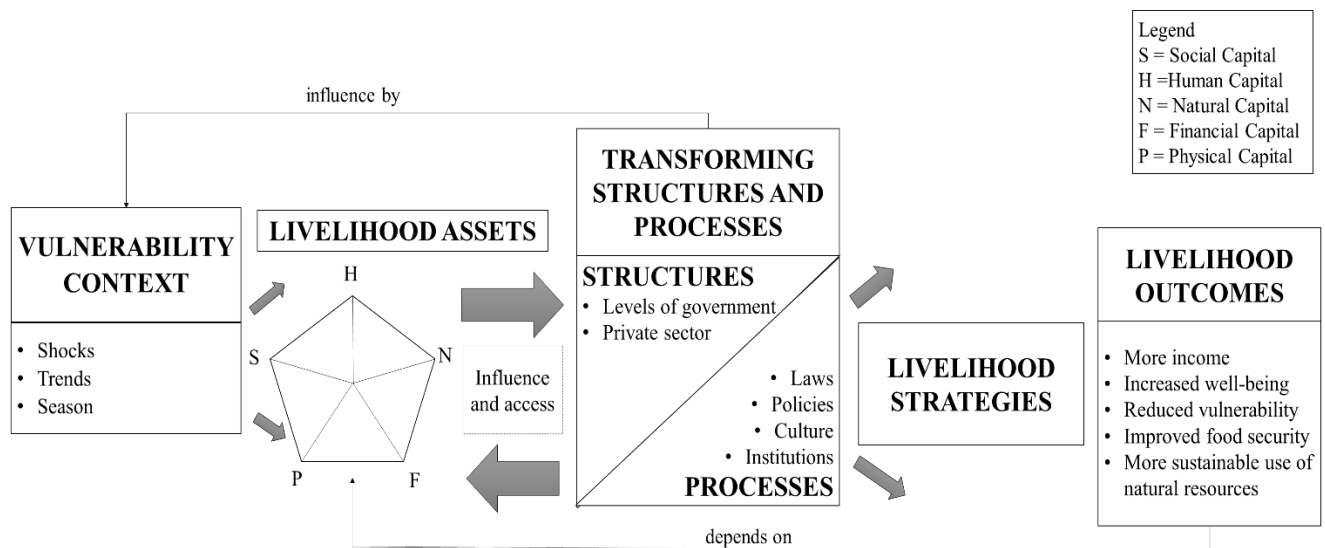 Legend
S = Social Capital
H =Human Capital
N = Natural Capital
F = Financial Capital
P = Physical Capital
influence by
TRANSFORMING
STRUCTURES AND
PROCESSES
VULNERABILITY
CONTEXT
LIVELIHOOD ASSETS
LIVELIHOOD
OUTCOMES
H
STRUCTURES
• Levels of government
• Private sector
• Shocks
• Trends
• Season
S
N
Influence
and access
• Laws
• Policies
• Culture
• Institutions
PROCESSES
LIVELIHOOD
STRATEGIES
• More income
• Increased well-being
• Reduced vulnerability
• Improved food security
• More sustainable use of
natural resources
P
F
depends on